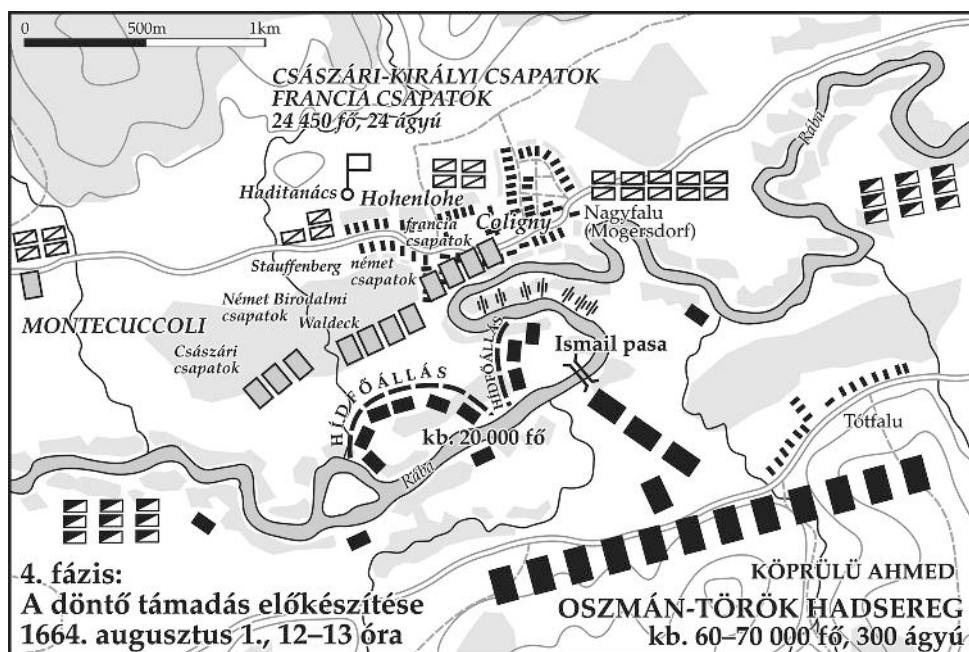 0 500m 1km
CSÁSZÁRI-KIRÁLYI CSAPATOK
FRANCIA CSAPATOK
24 450 fő, 24 ágyú
Rába
Haditanács
Hohenlohe
Coligny
francia
csapatok
Nagyfalu
(Mogersdorf)
Stauffenberg
német
csapatok
Német Birodalmi
csapatok
Waldeck
MONTECUCCOLI
Császári
csapatok
HÍDFŐÁLLÁS
HÍDFŐÁLLÁS
Ismail pasa
kb. 20 000 fő
Tótfalu
Rába
4. fázis:
A döntő támadás előkészítése
1664. augusztus 1., 12–13 óra
KÖPRÜLÜ AHMED
OSZMÁN-TÖRÖK HADSEREG
kb. 60–70 000 fő, 300 ágyú